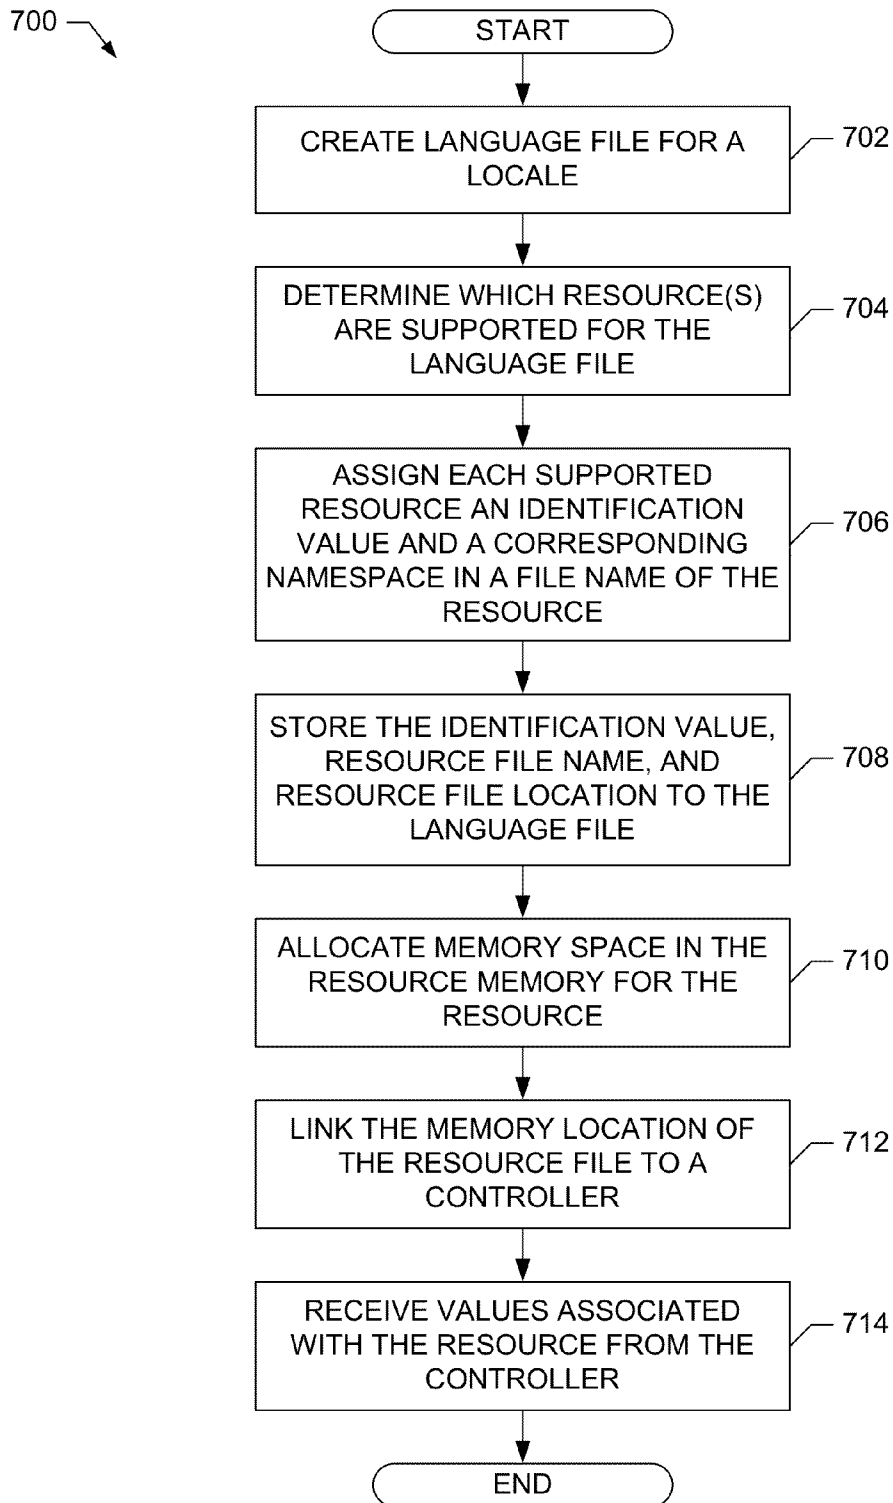 700
START
CREATE LANGUAGE FILE FOR A
LOCALE
702
DETERMINE WHICH RESOURCE(S)
ARE SUPPORTED FOR THE
LANGUAGE FILE
704
ASSIGN EACH SUPPORTED
RESOURCE AN IDENTIFICATION
VALUE AND A CORRESPONDING
NAMESPACE IN A FILE NAME OF THE
RESOURCE
706
STORE THE IDENTIFICATION VALUE,
RESOURCE FILE NAME, AND
RESOURCE FILE LOCATION TO THE
LANGUAGE FILE
708
ALLOCATE MEMORY SPACE IN THE
RESOURCE MEMORY FOR THE
RESOURCE
710
LINK THE MEMORY LOCATION OF
THE RESOURCE FILE TO A
CONTROLLER
712
RECEIVE VALUES ASSOCIATED
WITH THE RESOURCE FROM THE
CONTROLLER
714
END